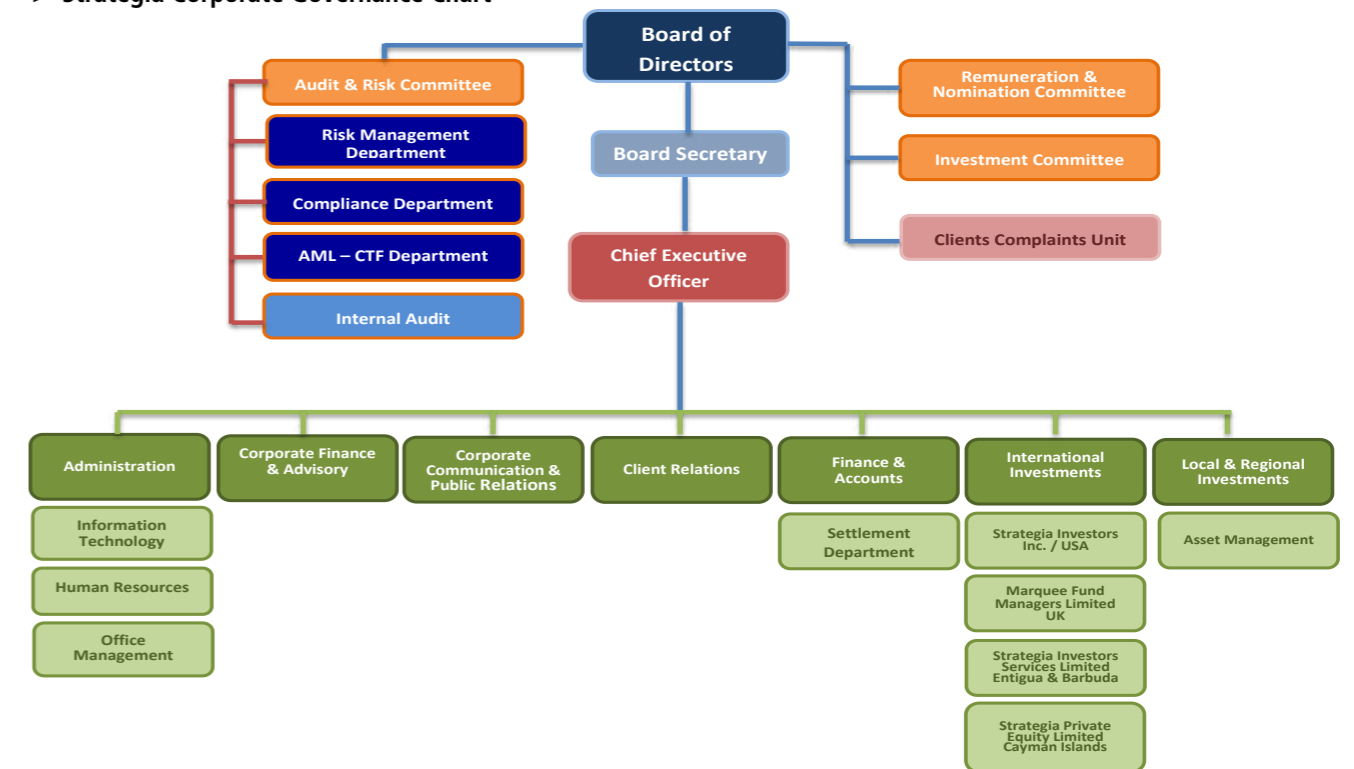 > Strategia Corporate Governance Chart
Board of
Directors
Audit & Risk Committee
Remuneration &
Nomination Committee
Risk Management
Department
Board Secretary
Investment Committee
Compliance Department
Clients Complaints Unit
AML – CTF Department
Chief Executive
Officer
Internal Audit
Administration
Corporate Finance
& Advisory
Corporate
Communication &
Public Relations
Client Relations
Finance &
Accounts
International
Investments
Local & Regional
Investments
Information
Technology
Human Resources
Office
Management
Settlement
Department
Strategia Investors
Inc. / USA
Marquee Fund
Managers Limited
UK
Strategia Investors
Services Limited
Entigua & Barbuda
Strategia Private
Equity Limited
Cayman Islands
Asset Management